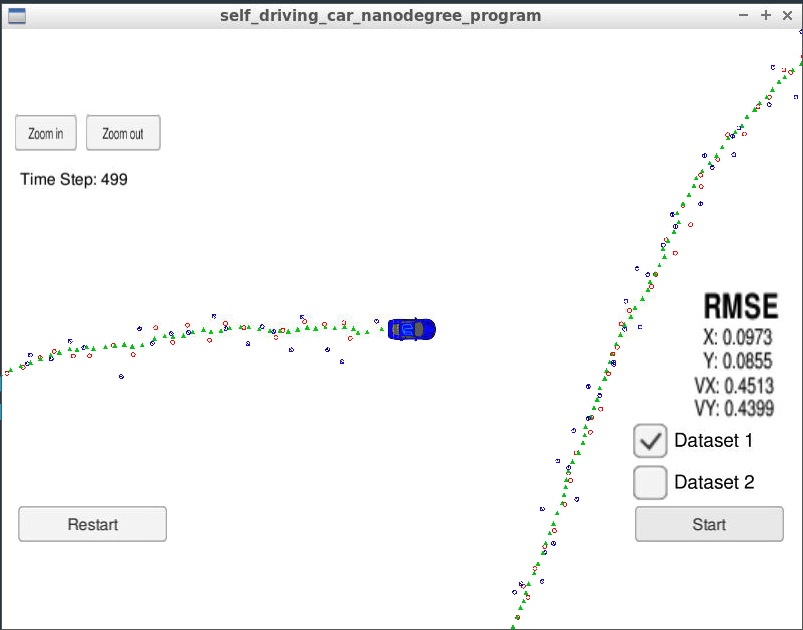 self_driving_car_nanodegree_program
Zoom in
Zoom out
Time Step: 499
RMSE
X: 0.0973
Y: 0.0855
VX: 0.4513
VY: 0.4399
Dataset 1
Dataset 2
Restart
Start